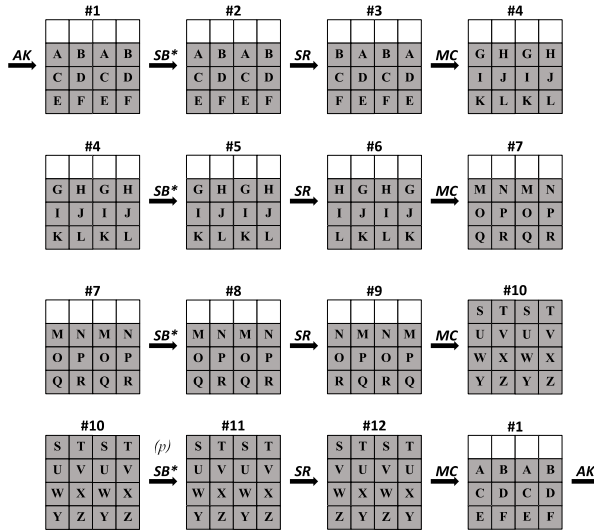 #1 #2 #3 #4
AK SB* SR MC
A B A B A B A B B A B A G H G H
C D C D C D C D C D C D I J I J
E F E F E F E F F E F E K L K L
#4 #5 #6 #7
SB* SR MC
G H G H G H G H H G H G M N M N
I J I J I J I J I J I J O P O P
K L K L K L K L L K L K Q R Q R
#7 #8 #9 #10
SB* SR MC
S T S T
M N M N M N M N N M N M U V U V
O P O P O P O P O P O P W X W X
Q R Q R Q R Q R R Q R Q Y Z Y Z
#10 #11 #12 #1
(p)
SB* SR MC AK
S T S T S T S T S T S T
U V U V U V U V V U V U A B A B
W X W X W X W X W X W X C D C D
Y Z Y Z Y Z Y Z Z Y Z Y E F E F